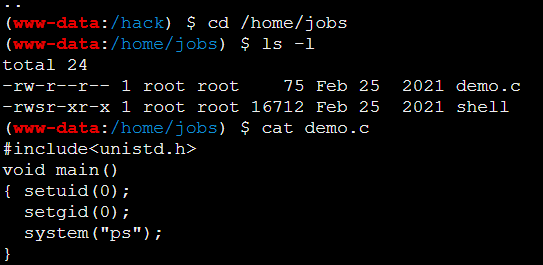 ..
(www-data:/hack) $ cd /home/jobs
(www-data:/home/jobs) $ ls -l
total 24
-rw-r--r-- 1 root root    75 Feb 25  2021 demo.c
-rwsr-xr-x 1 root root 16712 Feb 25  2021 shell
(www-data:/home/jobs) $ cat demo.c
#include<unistd.h>
void main()
{ setuid(0);
  setgid(0);
  system("ps");
}